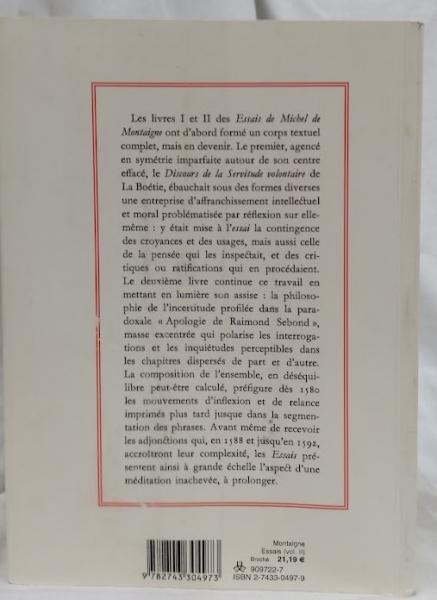 Les livres I et II des Essais de Michel de
Montaigne ont d'abord formé un corps textuel
complet, mais en devenir. Le premier, agencé
en symétrie imparfaite autour de son centre
effacé, le Discours de la Servitude volontaire de
La Boétie, ébauchait sous des formes diverses
une entreprise d'affranchissement intellectuel
et moral problématisée par réflexion sur elle-
même : y était mise à l'essai la contingence
des croyances et des usages, mais aussi celle
de la pensée qui les inspectait, et des cri-
tiques ou ratifications qui en procédaient.
Le deuxième livre continue ce travail en
mettant en lumière son assise : la philoso-
phie de l'incertitude profilée dans la para-
doxale « Apologie de Raimond Sebond »,
masse excentrée qui polarise les interroga-
tions et les inquiétudes perceptibles dans
les chapitres dispersés de part et d'autre.
La composition de l'ensemble, en déséqui-
libre peut-être calculé, préfigure dès 1580
les mouvements d'inflexion et de relance
imprimés plus tard jusque dans la segmen-
tation des phrases. Avant même de recevoir
les adjonctions qui, en 1588 et jusqu'en 1592,
accroîtront leur complexité, les Essais pré-
sentent ainsi à grande échelle l'aspect d'une
méditation inachevée, à prolonger.
Montaigne
Essais (vol. II)
Broché 21,19 €
909722-7
ISBN 2-7433-0497-9
9 782743 304973